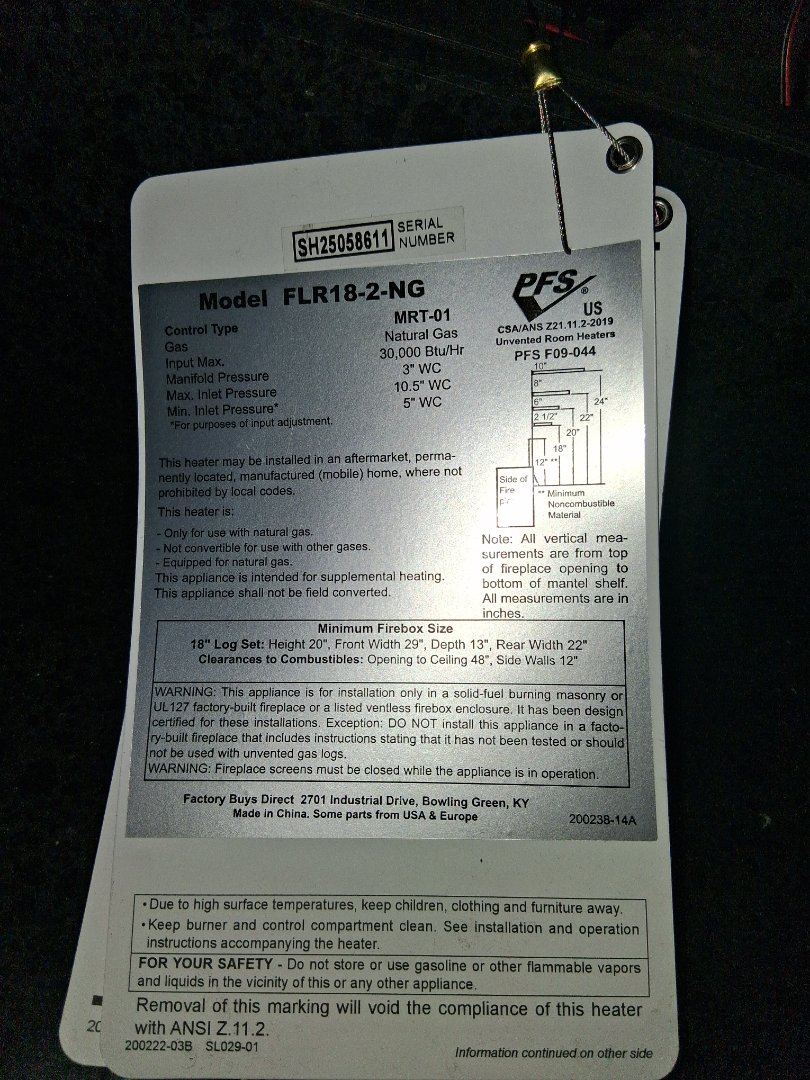 SH25058611 SERIAL NUMBER
Model FLR18-2-NG
Control Type MRT-01
Gas Natural Gas
Input Max. 30,000 Btu/Hr
Manifold Pressure 3" WC
Max. Inlet Pressure 10.5" WC
Min. Inlet Pressure* 5" WC
*For purposes of input adjustment.
PFS
US
CSA/ANS Z21.11.2-2019
Unvented Room Heaters
PFS F09-044
10"
8"
6"
2 1/2"
24"
22"
20"
18"
12" **
Side of
Fire
** Minimum
Noncombustible
Material
This heater may be installed in an aftermarket, perma-
nently located, manufactured (mobile) home, where not
prohibited by local codes.
This heater is:
- Only for use with natural gas.
- Not convertible for use with other gases.
- Equipped for natural gas.
This appliance is intended for supplemental heating.
This appliance shall not be field converted.
Note: All vertical mea-
surements are from top
of fireplace opening to
bottom of mantel shelf.
All measurements are in
inches.
Minimum Firebox Size
18" Log Set: Height 20", Front Width 29", Depth 13", Rear Width 22"
Clearances to Combustibles: Opening to Ceiling 48", Side Walls 12"
WARNING: This appliance is for installation only in a solid-fuel burning masonry or
UL127 factory-built fireplace or a listed ventless firebox enclosure. It has been design
certified for these installations. Exception: DO NOT install this appliance in a facto-
ry-built fireplace that includes instructions stating that it has not been tested or should
not be used with unvented gas logs.
WARNING: Fireplace screens must be closed while the appliance is in operation.
Factory Buys Direct 2701 Industrial Drive, Bowling Green, KY
Made in China. Some parts from USA & Europe
200238-14A
• Due to high surface temperatures, keep children, clothing and furniture away.
• Keep burner and control compartment clean. See installation and operation
instructions accompanying the heater.
FOR YOUR SAFETY - Do not store or use gasoline or other flammable vapors
and liquids in the vicinity of this or any other appliance.
Removal of this marking will void the compliance of this heater
with ANSI Z.11.2.
200222-03B SL029-01
Information continued on other side